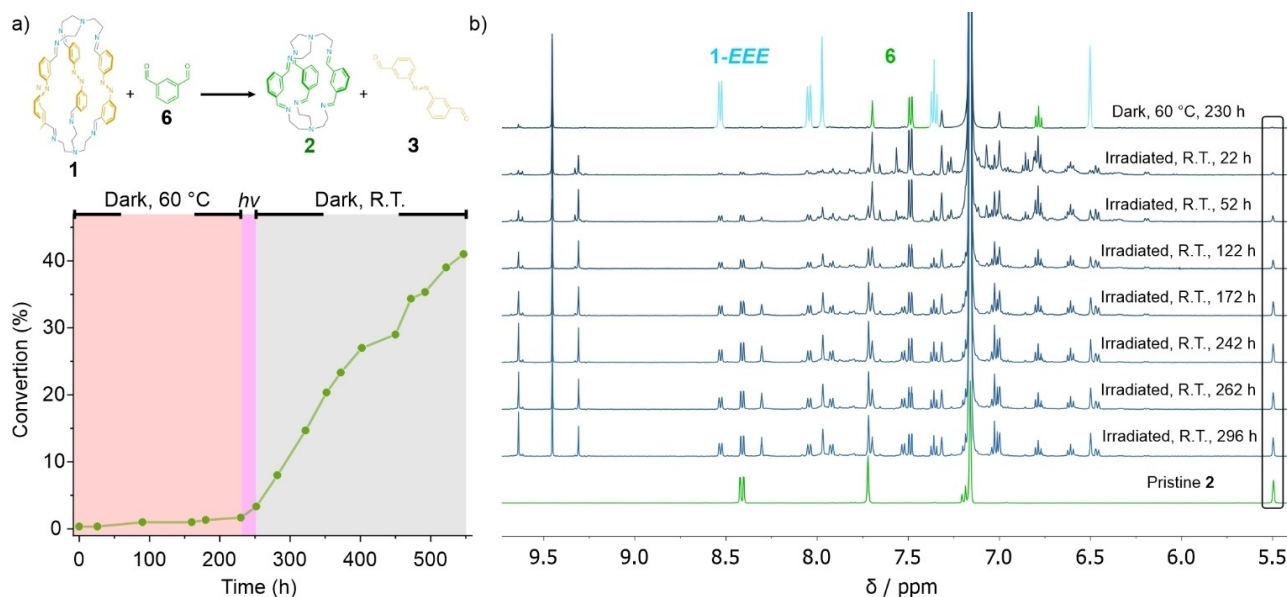 a)
N
+
6
2
+
3
1
Dark, 60 °C hν Dark, R.T.
Convertion (%)
40
30
20
10
0
0 100 200 300 400 500
Time (h)
b)
1-EEE
6
Dark, 60 °C, 230 h
Irradiated, R.T., 22 h
Irradiated, R.T., 52 h
Irradiated, R.T., 122 h
Irradiated, R.T., 172 h
Irradiated, R.T., 242 h
Irradiated, R.T., 262 h
Irradiated, R.T., 296 h
Pristine 2
9.5 9.0 8.5 8.0 7.5 7.0 6.5 6.0 5.5
δ / ppm